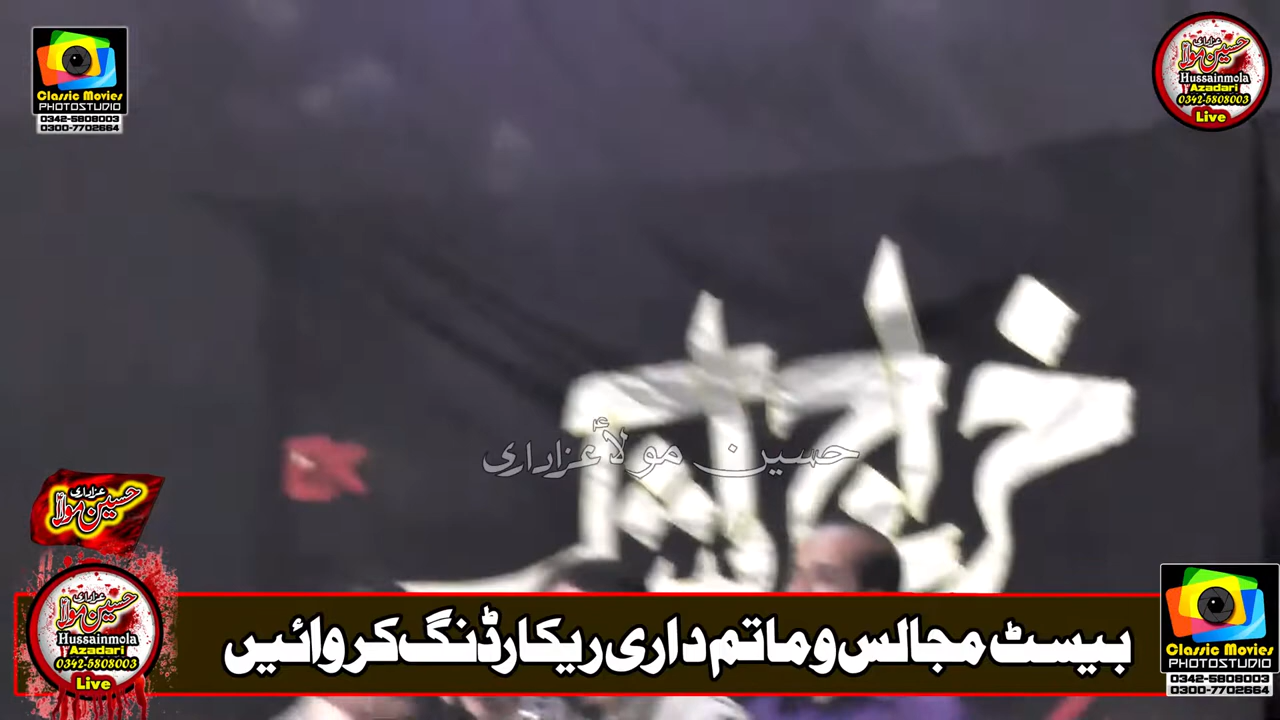 Classic Movies
PHOTOSTUDIO
0342-5808003
0300-7702664
عزاداری
حسین مولاؑ
Hussainmola
Azadari
0342-5808003
Live
حسین مولاؑ عزاداری
عزاداری
حسین مولاؑ
عزاداری
حسین مولاؑ
Hussainmola
Azadari
0342-5808003
Live
بیسٹ مجالس و ماتم داری ریکارڈنگ کروائیں
Classic Movies
PHOTOSTUDIO
0342-5808003
0300-7702664